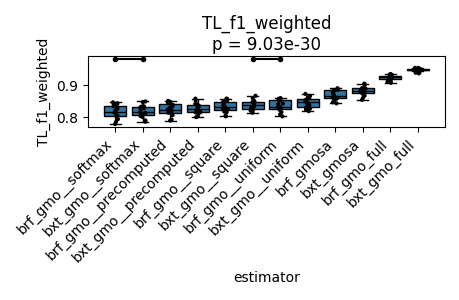 TL_f1_weighted
p = 9.03e-30
TL_f1_weighted
0.9
0.8
brf_gmo__softmax
bxt_gmo__softmax
brf_gmo__precomputed
bxt_gmo__precomputed
brf_gmo__square
bxt_gmo__square
brf_gmo__uniform
bxt_gmo__uniform
brf_gmosa
bxt_gmosa
brf_gmo_full
bxt_gmo_full
estimator